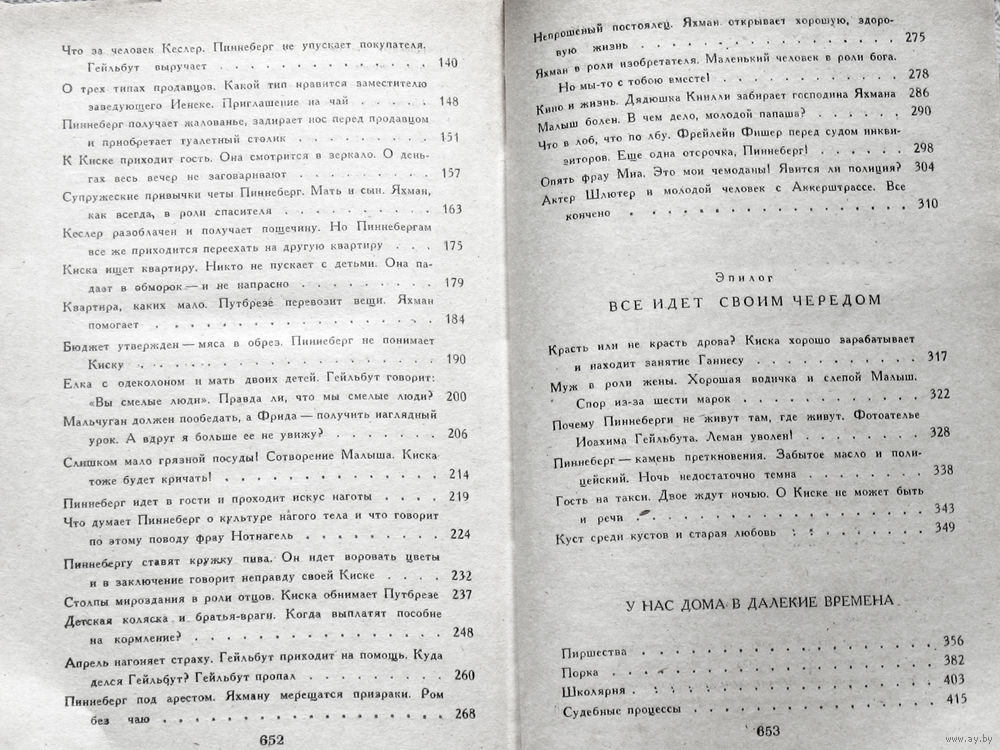 Что за человек Кеслер. Пиннеберг не упускает покупателя.
Гейльбут выручает . . . . . . . . . . 140
О трех типах продавцов. Какой тип нравится заместителю
заведующего Иенеке. Приглашение на чай . . . . . 148
Пиннеберг получает жалованье, задирает нос перед продавцом
и приобретает туалетный столик . . . . . . . 151
К Киске приходит гость. Она смотрится в зеркало. О день-
гах весь вечер не заговаривают . . . . . . . 157
Супружеские привычки четы Пиннеберг. Мать и сын. Яхман,
как всегда, в роли спасителя . . . . . . . . 163
Кеслер разоблачен и получает пощечину. Но Пиннебергам
все же приходится переехать на другую квартиру . . . 175
Киска ищет квартиру. Никто не пускает с детьми. Она па-
дает в обморок — и не напрасно . . . . . . . 179
Квартира, каких мало. Путбрезе перевозит вещи. Яхман
помогает . . . . . . . . . . . . . 184
Бюджет утвержден — мяса в обрез. Пиннеберг не понимает
Киску . . . . . . . . . . . . . . 190
Елка с одеколоном и мать двоих детей. Гейльбут говорит:
«Вы смелые люди». Правда ли, что мы смелые люди? 200
Мальчуган должен пообедать, а Фрида — получить наглядный
урок. А вдруг я больше ее не увижу? . . . . . . . 206
Слишком мало грязной посуды! Сотворение Малыша. Киска
тоже будет кричать! . . . . . . . . . . 214
Пиннеберг идет в гости и проходит искус наготы . . . . 219
Что думает Пиннеберг о культуре нагого тела и что говорит
по этому поводу фрау Нотнагель . . . . . . . 224
Пиннебергу ставят кружку пива. Он идет воровать цветы
и в заключение говорит неправду своей Киске . . . . 232
Столпы мироздания в роли отцов. Киска обнимает Путбрезе 237
Детская коляска и братья-враги. Когда выплатят пособие
на кормление? . . . . . . . . . . . . 248
Апрель нагоняет страху. Гейльбут приходит на помощь. Куда
делся Гейльбут? Гейльбут пропал . . . . . . . 260
Пиннеберг под арестом. Яхману мерещатся призраки. Ром
без чаю . . . . . . . . . . . . . . 268
652
Непрошеный постоялец. Яхман открывает хорошую, здоро-
вую жизнь . . . . . . . . . . . . . 275
Яхман в роли изобретателя. Маленький человек в роли бога.
Но мы-то с тобою вместе! . . . . . . . . . 278
Кино и жизнь. Дядюшка Книлли забирает господина Яхмана 286
Малыш болен. В чем дело, молодой папаша? . . . . . 290
Что в лоб, что по лбу. Фрейлейн Фишер перед судом инкви-
зиторов. Еще одна отсрочка, Пиннеберг! . . . . . 298
Опять фрау Миа. Это мои чемоданы! Явится ли полиция? 304
Актер Шлютер и молодой человек с Аккерштрассе. Все
кончено . . . . . . . . . . . . . . 310
Эпилог
ВСЕ ИДЕТ СВОИМ ЧЕРЕДОМ
Красть или не красть дрова? Киска хорошо зарабатывает
и находит занятие Ганнесу . . . . . . . . . 317
Муж в роли жены. Хорошая водичка и слепой Малыш.
Спор из-за шести марок . . . . . . . . . . 322
Почему Пиннеберги не живут там, где живут. Фотоателье
Иоахима Гейльбута. Леман уволен! . . . . . . . 328
Пиннеберг — камень преткновения. Забытое масло и поли-
цейский. Ночь недостаточно темна . . . . . . . 338
Гость на такси. Двое ждут ночью. О Киске не может быть
и речи . . . . . . . . . . . . . . 343
Куст среди кустов и старая любовь . . . . . . . . 349
У НАС ДОМА В ДАЛЕКИЕ ВРЕМЕНА
Пиршества . . . . . . . . . . . . . . 356
Порка . . . . . . . . . . . . . . . 382
Школярня . . . . . . . . . . . . . . 403
Судебные процессы . . . . . . . . . . . . 415
653
www.ay.by